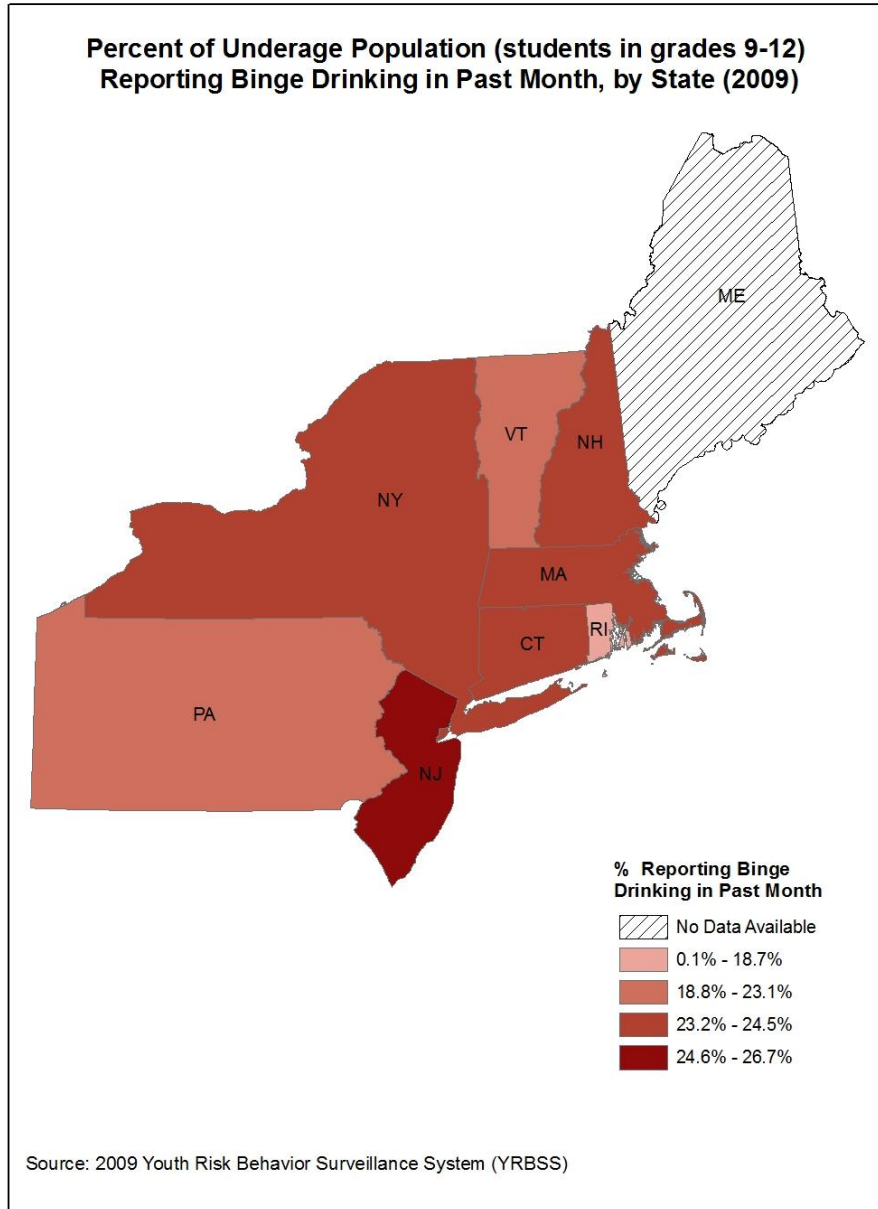 Percent of Underage Population (students in grades 9-12)
Reporting Binge Drinking in Past Month, by State (2009)
ME
VT
NH
NY
MA
RI
CT
PA
NJ
% Reporting Binge
Drinking in Past Month
No Data Available
0.1% - 18.7%
18.8% - 23.1%
23.2% - 24.5%
24.6% - 26.7%
Source: 2009 Youth Risk Behavior Surveillance System (YRBSS)